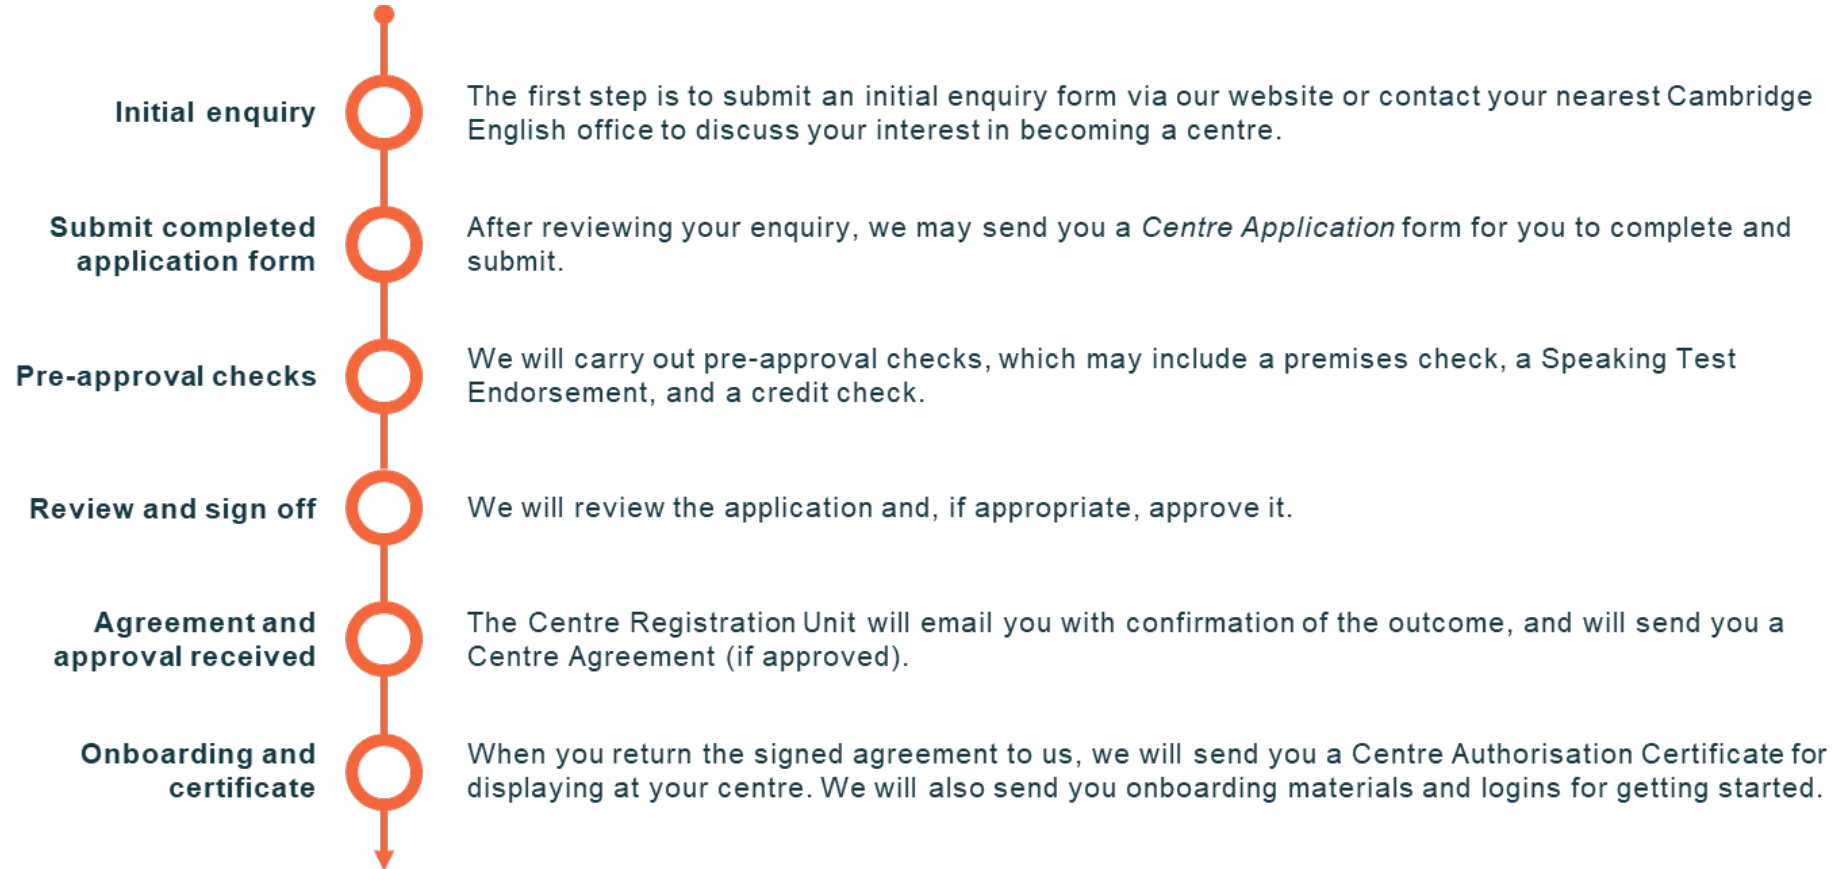 Initial enquiry
The first step is to submit an initial enquiry form via our website or contact your nearest Cambridge
English office to discuss your interest in becoming a centre.
Submit completed
application form
After reviewing your enquiry, we may send you a Centre Application form for you to complete and
submit.
Pre-approval checks
We will carry out pre-approval checks, which may include a premises check, a Speaking Test
Endorsement, and a credit check.
Review and sign off
We will review the application and, if appropriate, approve it.
Agreement and
approval received
The Centre Registration Unit will email you with confirmation of the outcome, and will send you a
Centre Agreement (if approved).
Onboarding and
certificate
When you return the signed agreement to us, we will send you a Centre Authorisation Certificate for
displaying at your centre. We will also send you onboarding materials and logins for getting started.